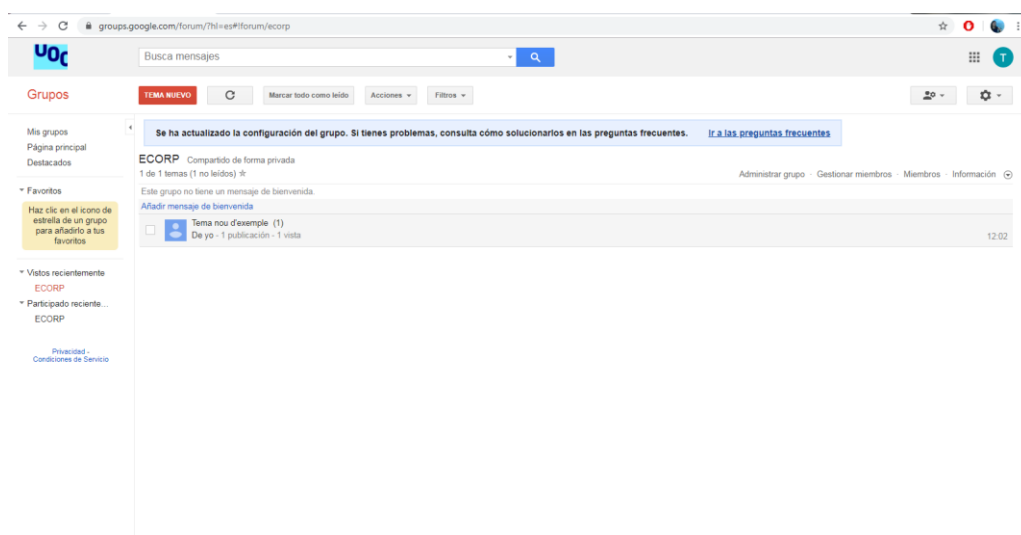 groups.google.com/forum/?hl=es#!forum/ecorp
UOC
Busca mensajes
T
Grupos
TEMA NUEVO
Marcar todo como leído
Acciones
Filtros
Mis grupos
Página principal
Destacados
Favoritos
Haz clic en el icono de
estrella de un grupo
para añadirlo a tus
favoritos
Vistos recientemente
ECORP
Participado reciente...
ECORP
Privacidad -
Condiciones de Servicio
Se ha actualizado la configuración del grupo. Si tienes problemas, consulta cómo solucionarlos en las preguntas frecuentes. Ir a las preguntas frecuentes
ECORP Compartido de forma privada
1 de 1 temas (1 no leídos)
Administrar grupo · Gestionar miembros · Miembros · Información
Este grupo no tiene un mensaje de bienvenida.
Añadir mensaje de bienvenida
Tema nou d'exemple (1)
De yo - 1 publicación - 1 vista
12:02